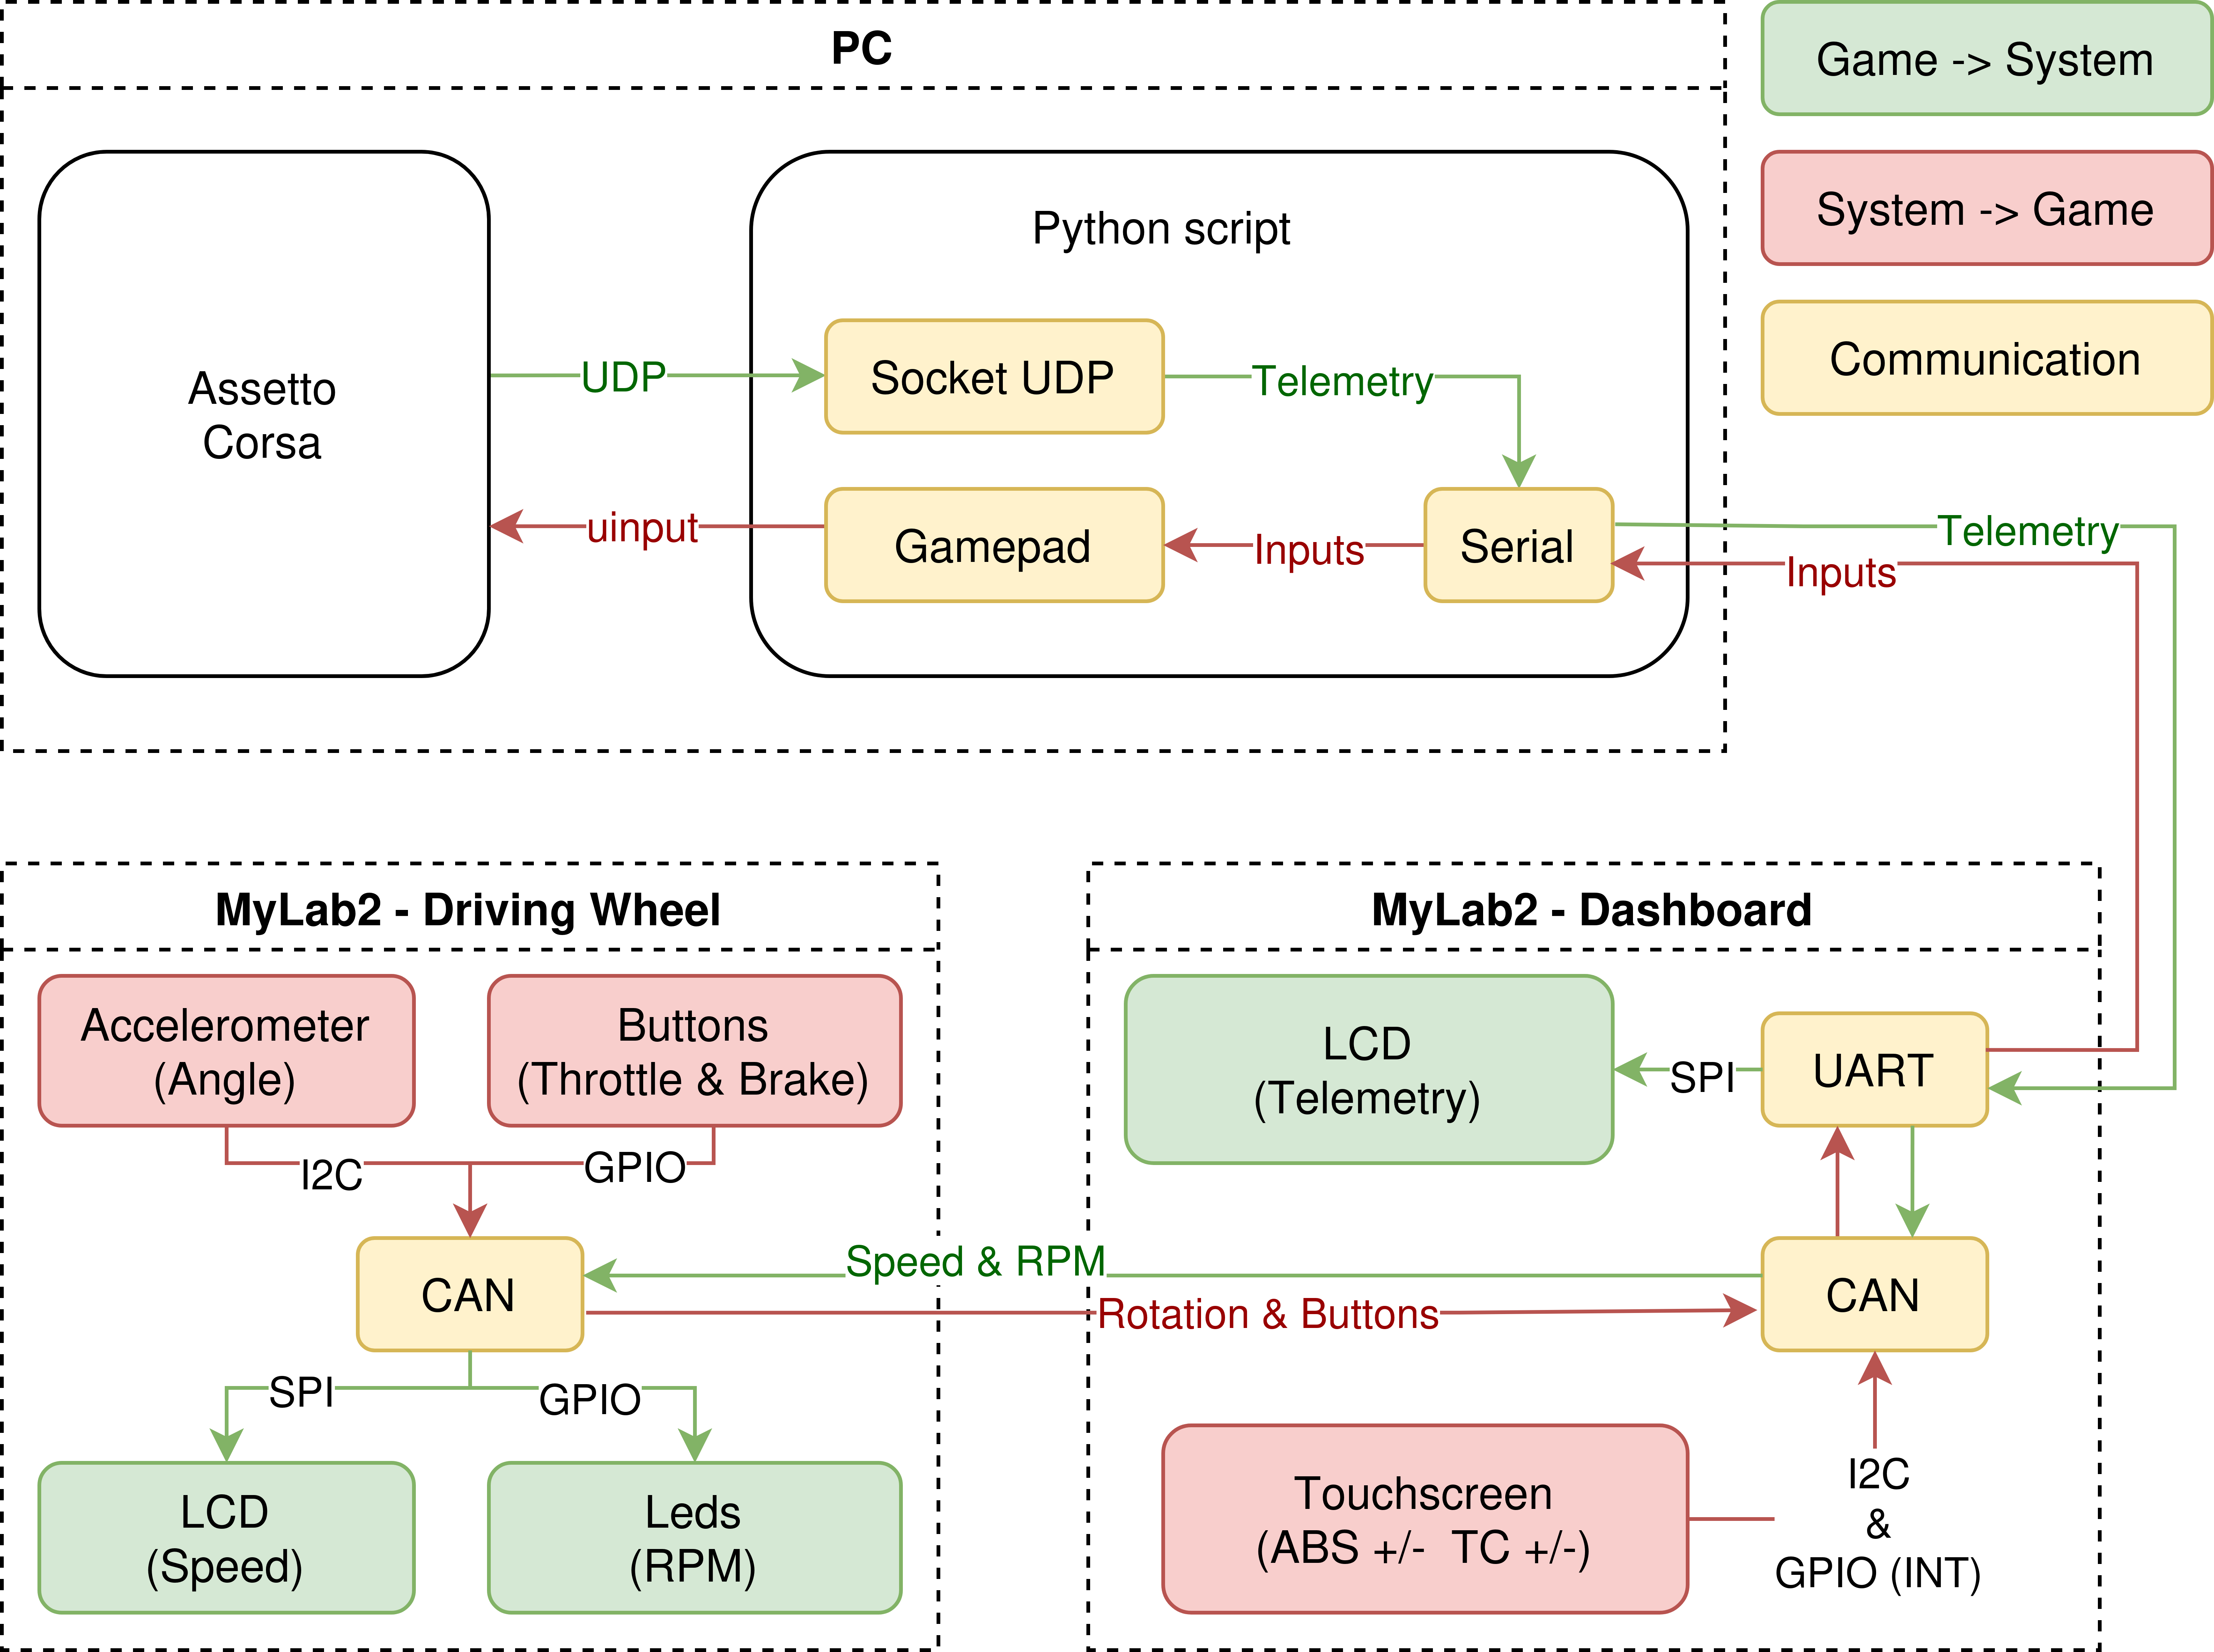 PC
Game -> System
System -> Game
Communication
Python script
Assetto
Corsa
UDP
Socket UDP
Telemetry
uinput
Gamepad
Inputs
Serial
Telemetry
Inputs
MyLab2 - Driving Wheel
Accelerometer
(Angle)
Buttons
(Throttle & Brake)
I2C
GPIO
CAN
SPI
GPIO
LCD
(Speed)
Leds
(RPM)
Speed & RPM
Rotation & Buttons
MyLab2 - Dashboard
LCD
(Telemetry)
SPI
UART
CAN
Touchscreen
(ABS +/-  TC +/-)
I2C
&
GPIO (INT)